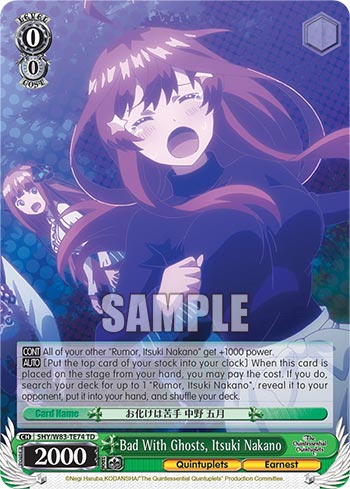 LEVEL
0
0
COST
SAMPLE
CONT All of your other "Rumor, Itsuki Nakano" get +1000 power.
AUTO [Put the top card of your stock into your clock] When this card is
placed on the stage from your hand, you may pay the cost. If you do,
search your deck for up to 1 "Rumor, Itsuki Nakano", reveal it to your
opponent, put it into your hand, and shuffle your deck.
Card Name お化けは苦手 中野 五月
CH 5HY/W83-TE74 TD Bad With Ghosts, Itsuki Nakano
The Quintessential Quintuplets
2000 Quintuplets Earnest
©Negi Haruba,KODANSHA/"The Quintessential Quintuplets" Production Committee.